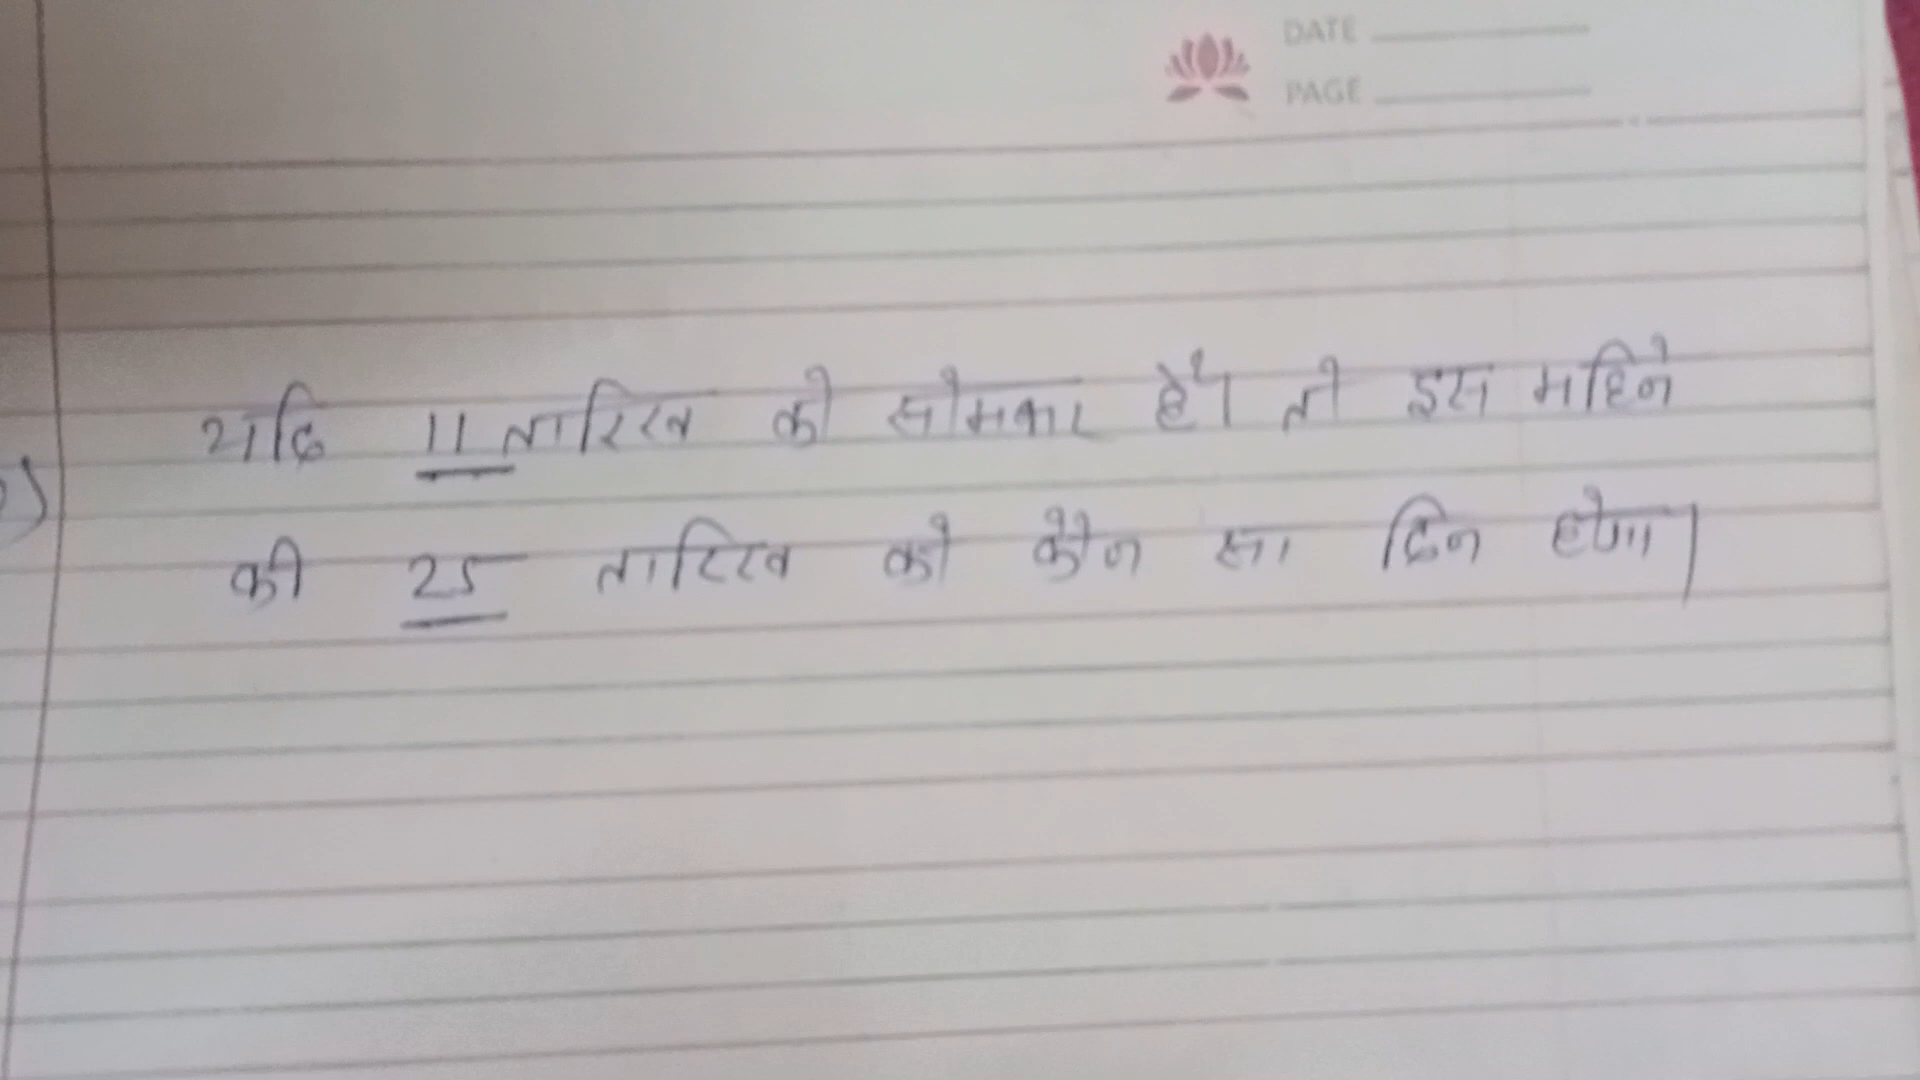 DATE
PAGE
यदि 11 तारिख को सोमवार हैं। तो इस महिने
की 25 तारिख को कौन सा दिन होगा।